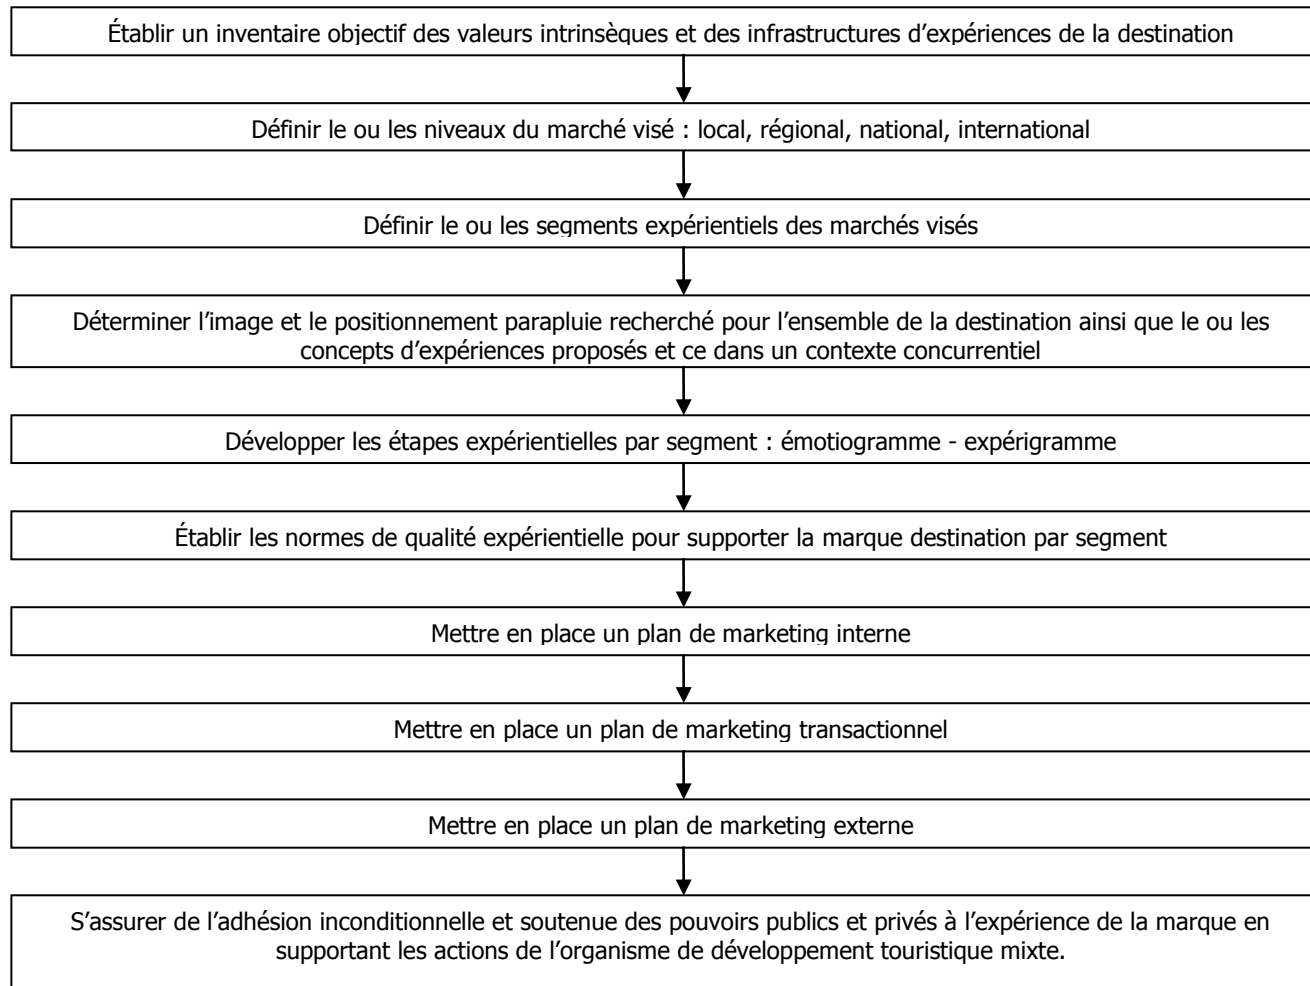 Établir un inventaire objectif des valeurs intrinsèques et des infrastructures d’expériences de la destination
Définir le ou les niveaux du marché visé : local, régional, national, international
Définir le ou les segments expérientiels des marchés visés
Déterminer l’image et le positionnement parapluie recherché pour l’ensemble de la destination ainsi que le ou les
concepts d’expériences proposés et ce dans un contexte concurrentiel
Développer les étapes expérientielles par segment : émotiogramme - expérigramme
Établir les normes de qualité expérientielle pour supporter la marque destination par segment
Mettre en place un plan de marketing interne
Mettre en place un plan de marketing transactionnel
Mettre en place un plan de marketing externe
S’assurer de l’adhésion inconditionnelle et soutenue des pouvoirs publics et privés à l’expérience de la marque en
supportant les actions de l’organisme de développement touristique mixte.